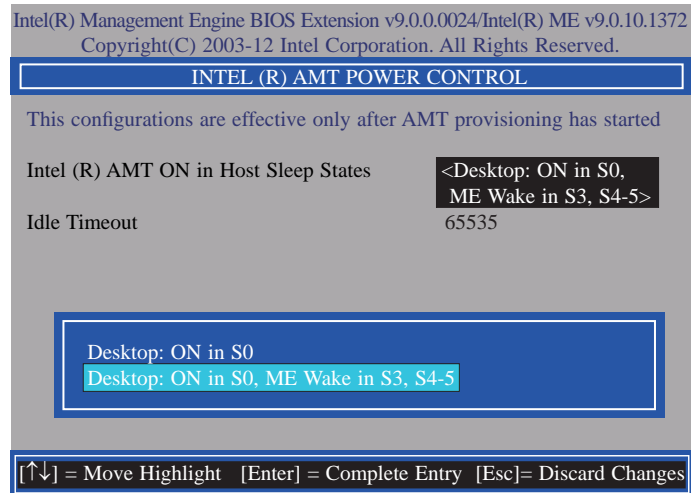 Intel(R) Management Engine BIOS Extension v9.0.0.0024/Intel(R) ME v9.0.10.1372
Copyright(C) 2003-12 Intel Corporation. All Rights Reserved.
INTEL (R) AMT POWER CONTROL
This configurations are effective only after AMT provisioning has started
Intel (R) AMT ON in Host Sleep States <Desktop: ON in S0,
ME Wake in S3, S4-5>
Idle Timeout 65535
Desktop: ON in S0
Desktop: ON in S0, ME Wake in S3, S4-5
[↑↓] = Move Highlight [Enter] = Complete Entry [Esc]= Discard Changes